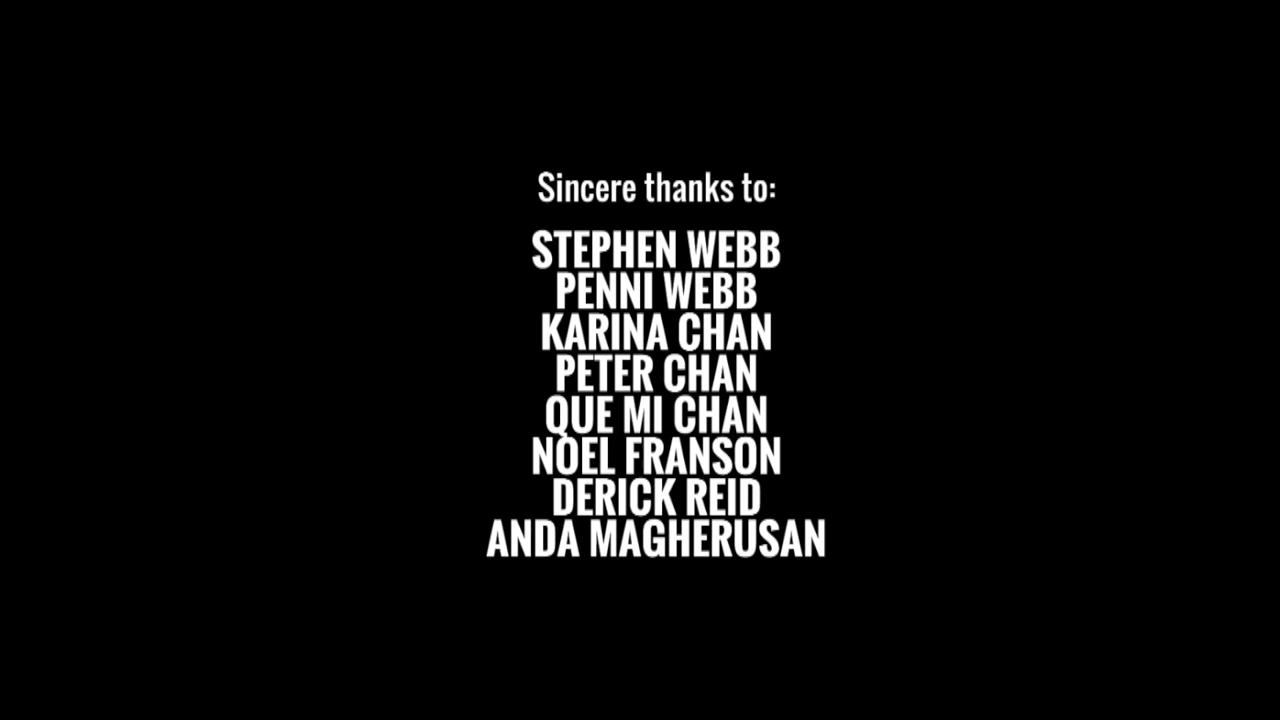 Sincere thanks to:
STEPHEN WEBB
PENNI WEBB
KARINA CHAN
PETER CHAN
QUE MI CHAN
NOEL FRANSON
DERICK REID
ANDA MAGHERUSAN